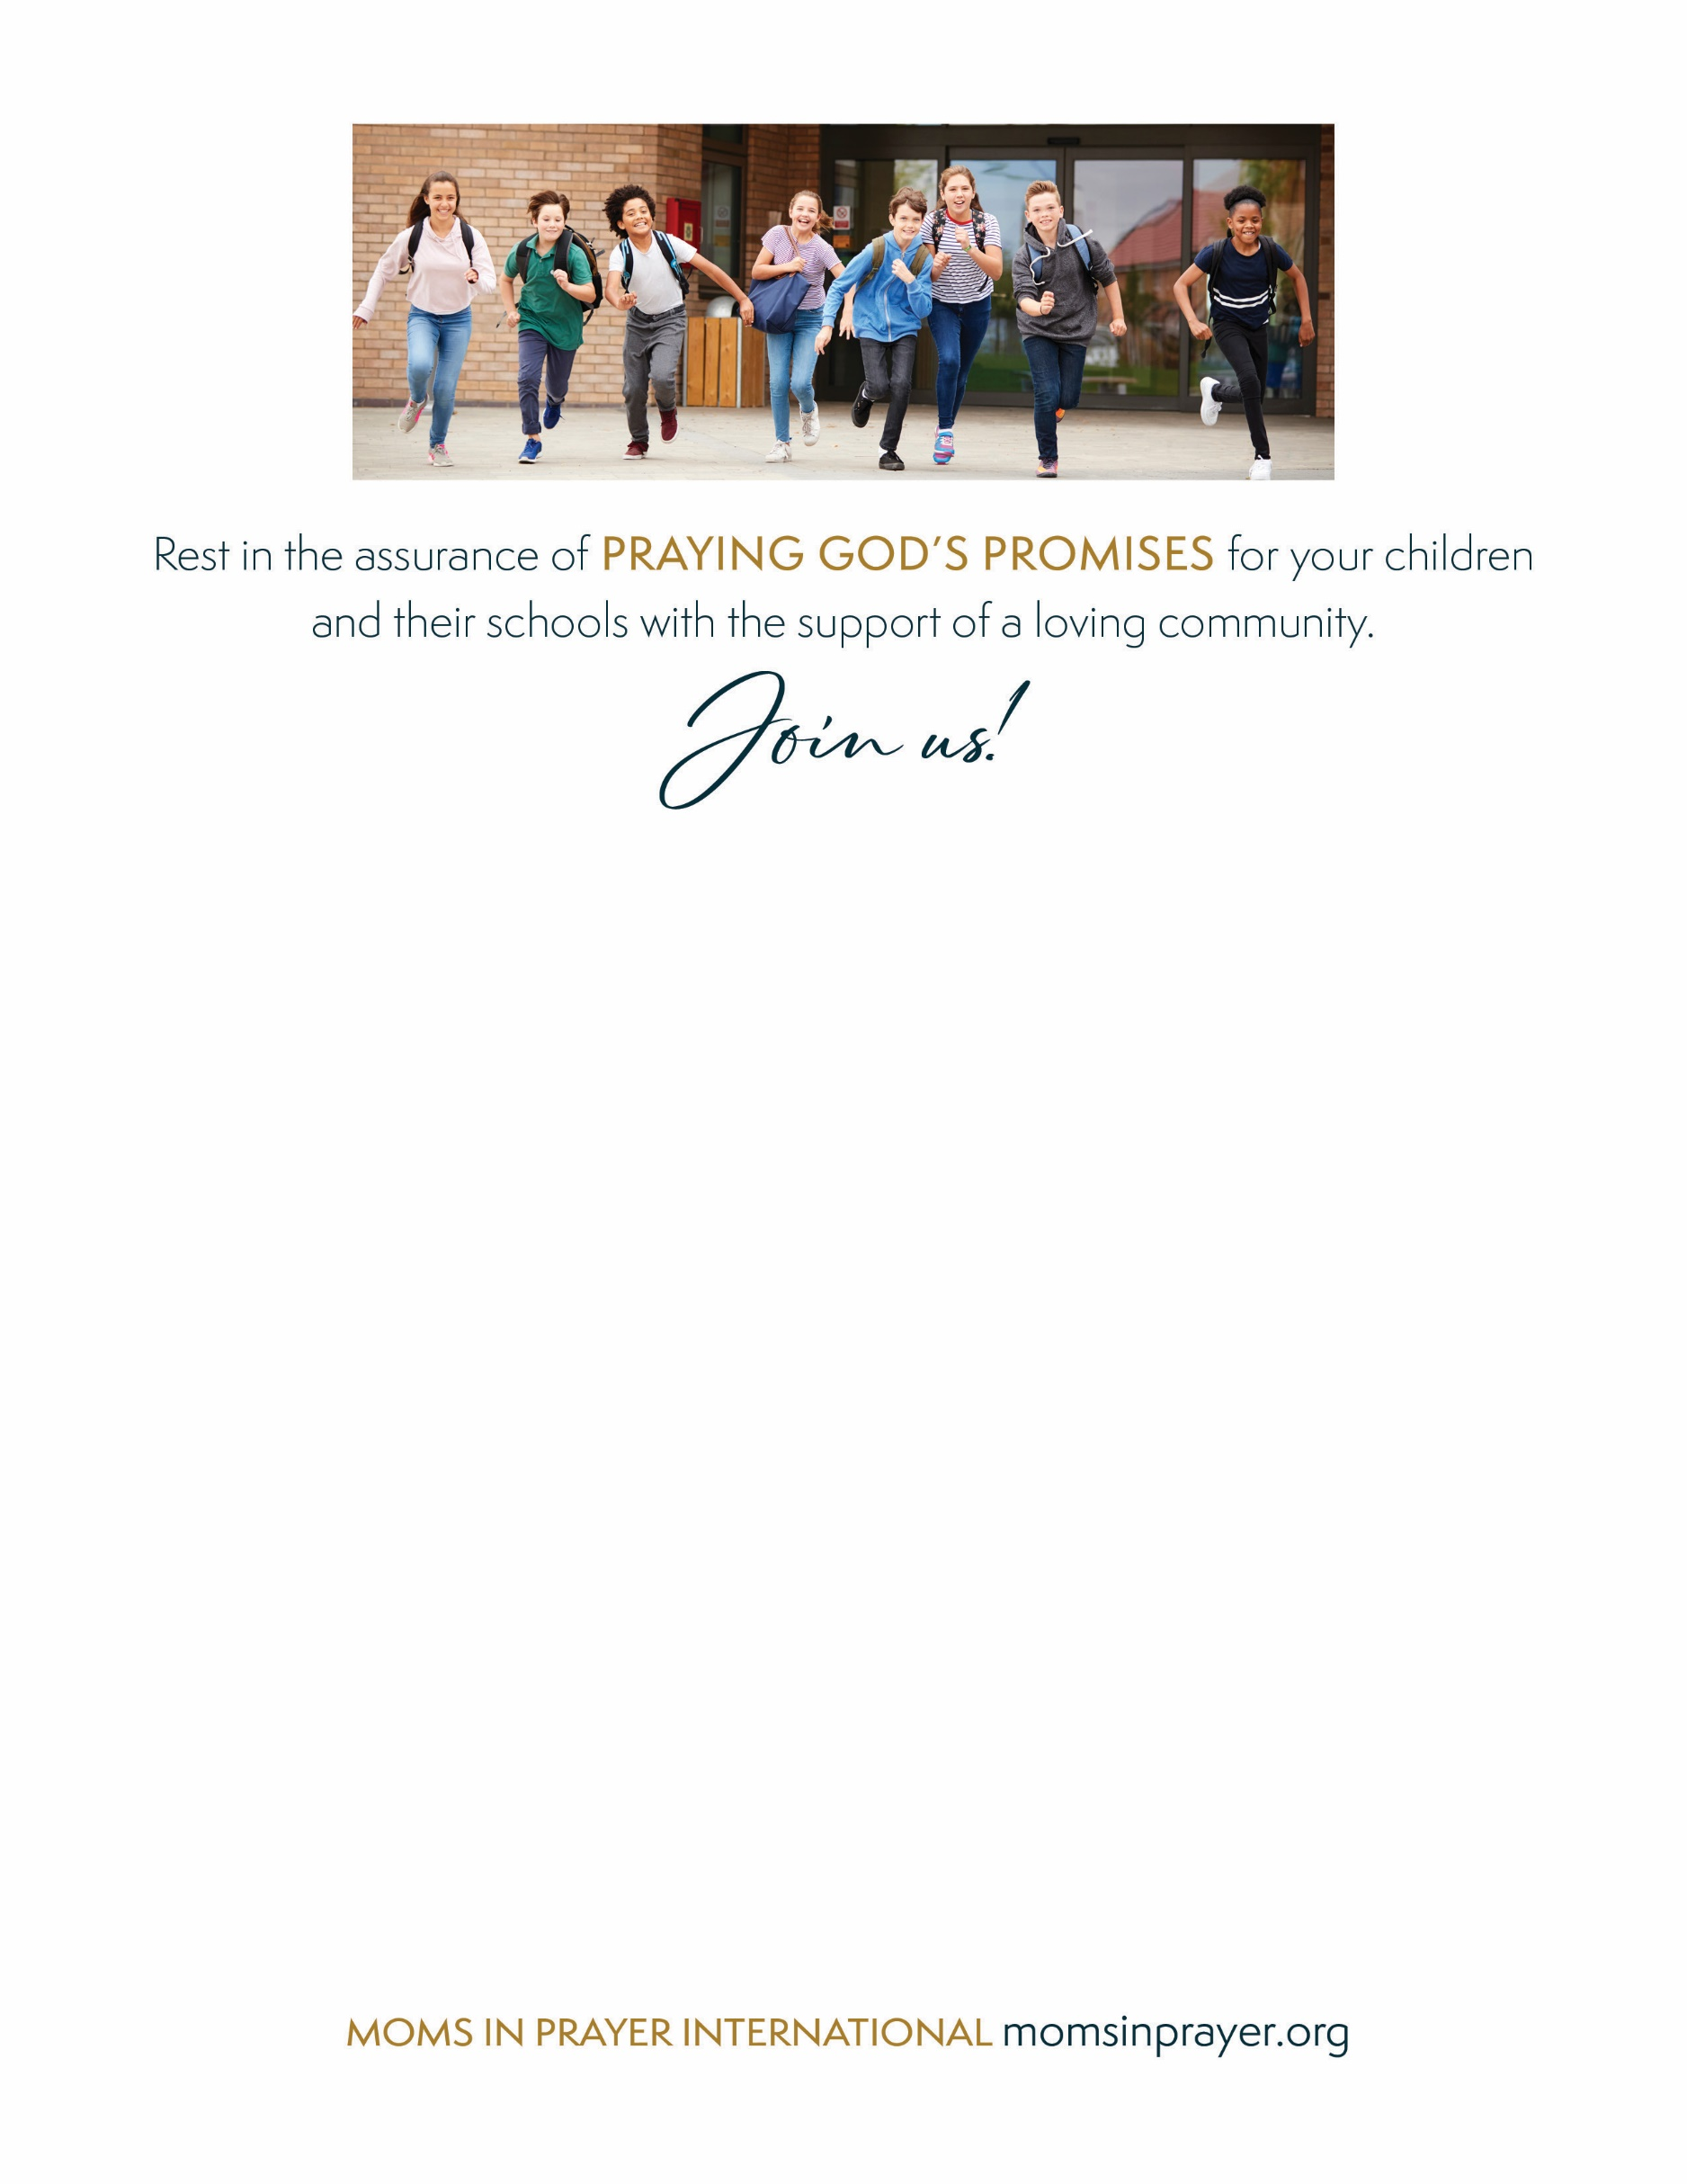 Rest in the assurance of PRAYING GOD’S PROMISES for your children
and their schools with the support of a loving community.
Join us!
MOMS IN PRAYER INTERNATIONAL momsinprayer.org